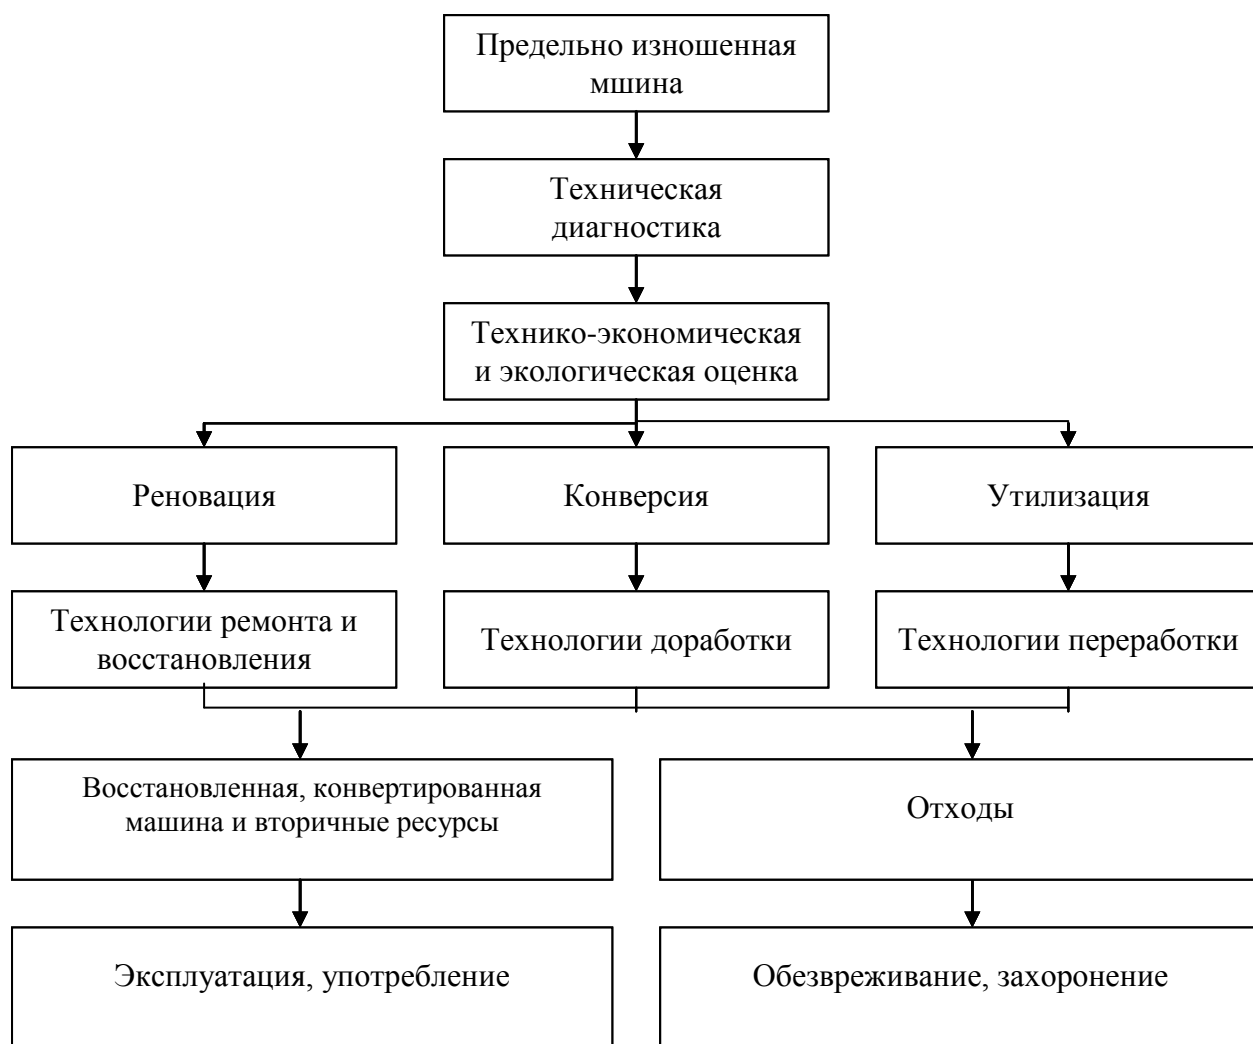 Предельно изношенная
мшина
Техническая
диагностика
Технико-экономическая
и экологическая оценка
Реновация
Конверсия
Утилизация
Технологии ремонта и
восстановления
Технологии доработки
Технологии переработки
Восстановленная, конвертированная
машина и вторичные ресурсы
Отходы
Эксплуатация, употребление
Обезвреживание, захоронение